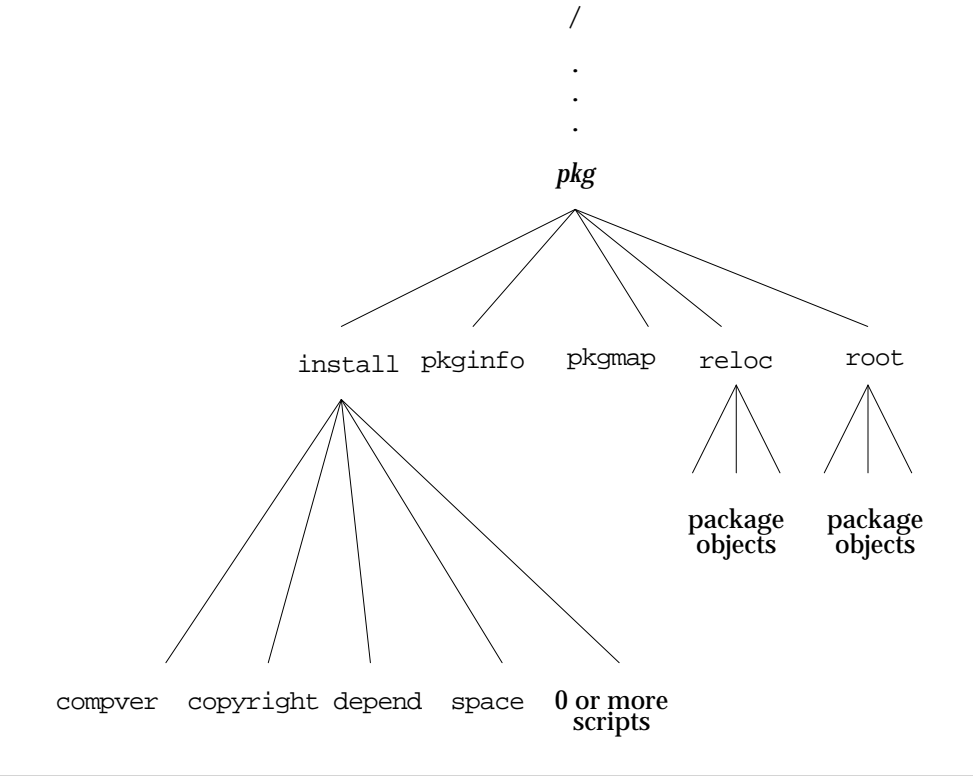 /
.
.
.
pkg
install pkginfo pkgmap reloc root
package
objects
package
objects
compver copyright depend space 0 or more
scripts